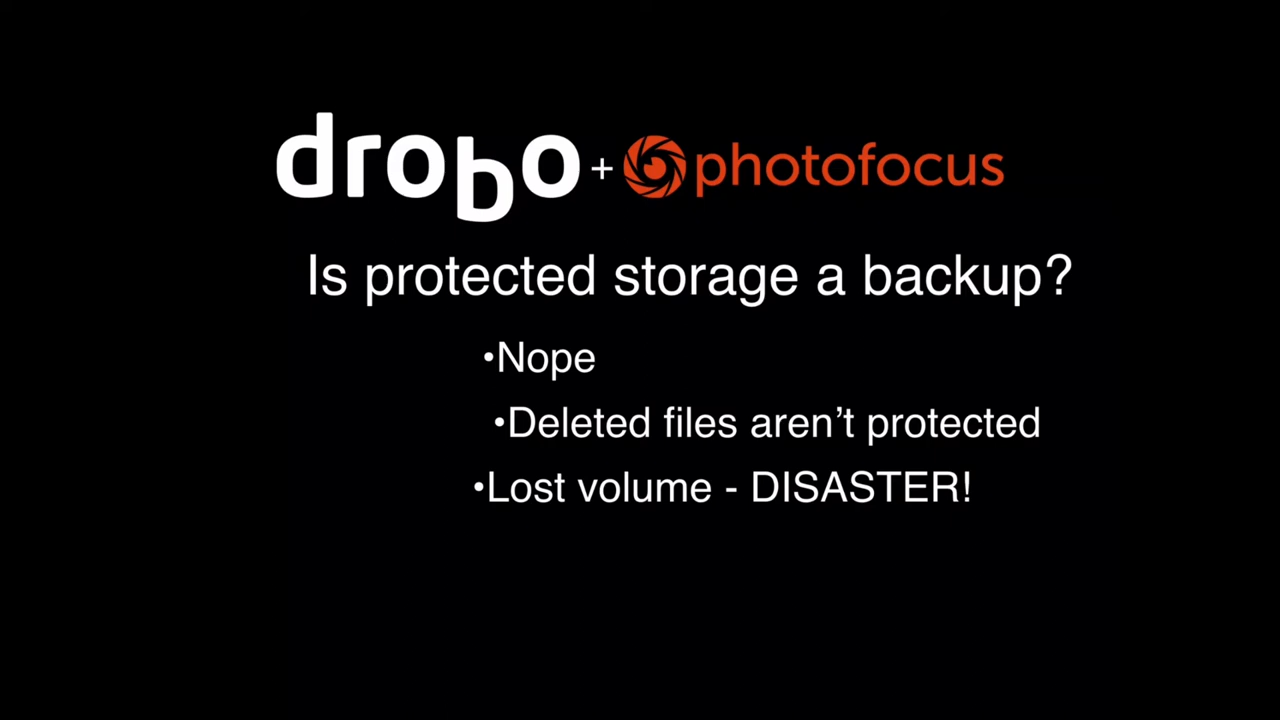 drobo + photofocus
Is protected storage a backup?
•Nope
•Deleted files aren’t protected
•Lost volume - DISASTER!